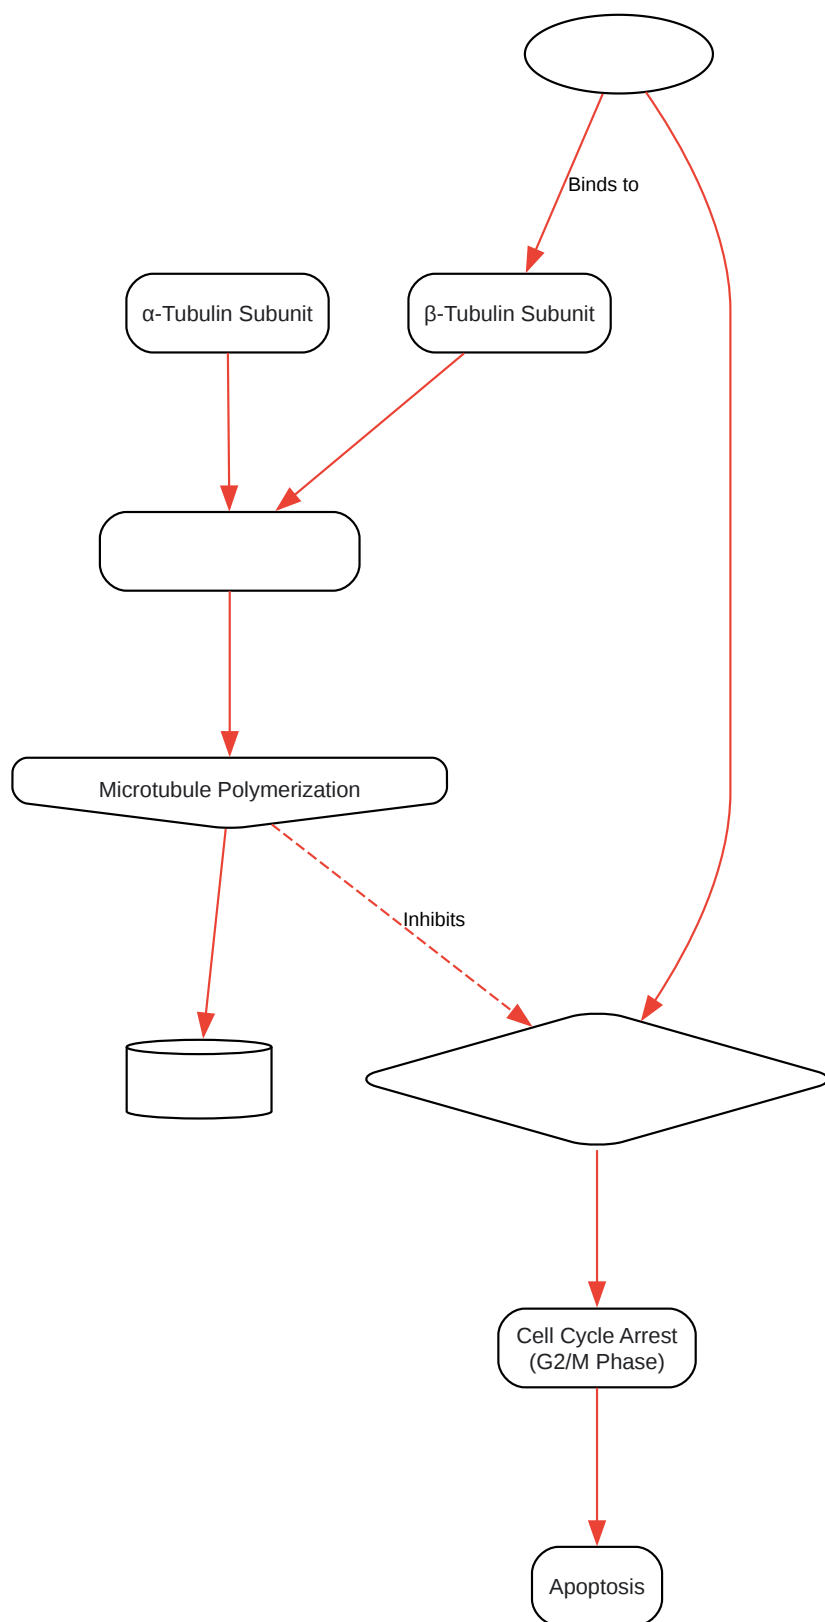 Binds to
α-Tubulin Subunit
β-Tubulin Subunit
Microtubule Polymerization
Inhibits
Cell Cycle Arrest
(G2/M Phase)
Apoptosis